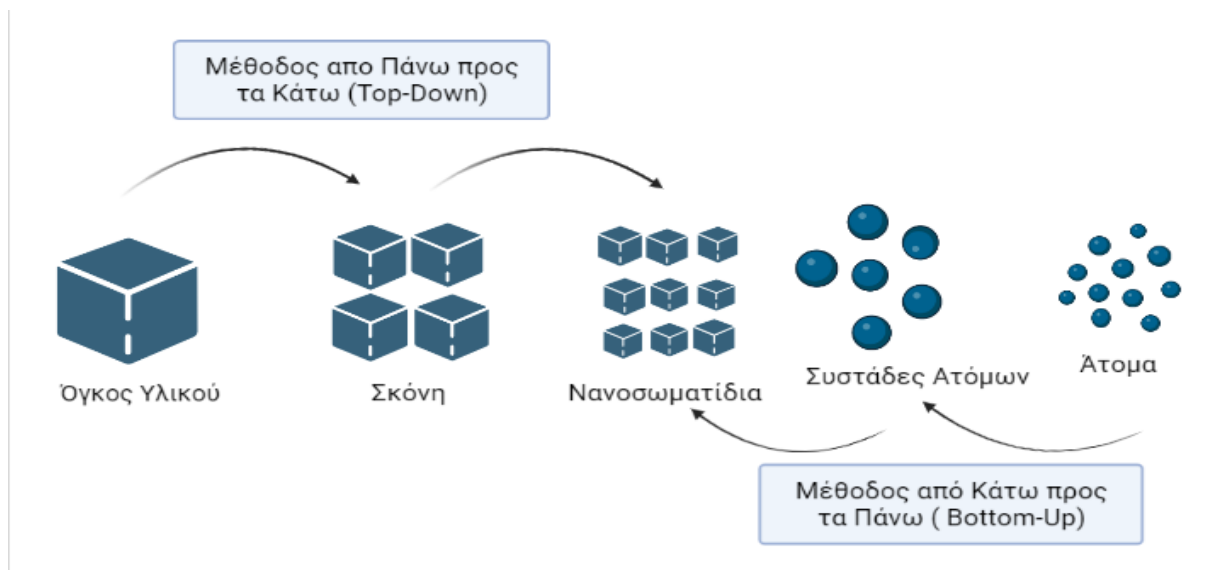 Μέθοδος απο Πάνω προς
τα Κάτω (Top-Down)
Όγκος Υλικού
Σκόνη
Νανοσωματίδια
Συστάδες Ατόμων
Άτομα
Μέθοδος από Κάτω προς
τα Πάνω ( Bottom-Up)